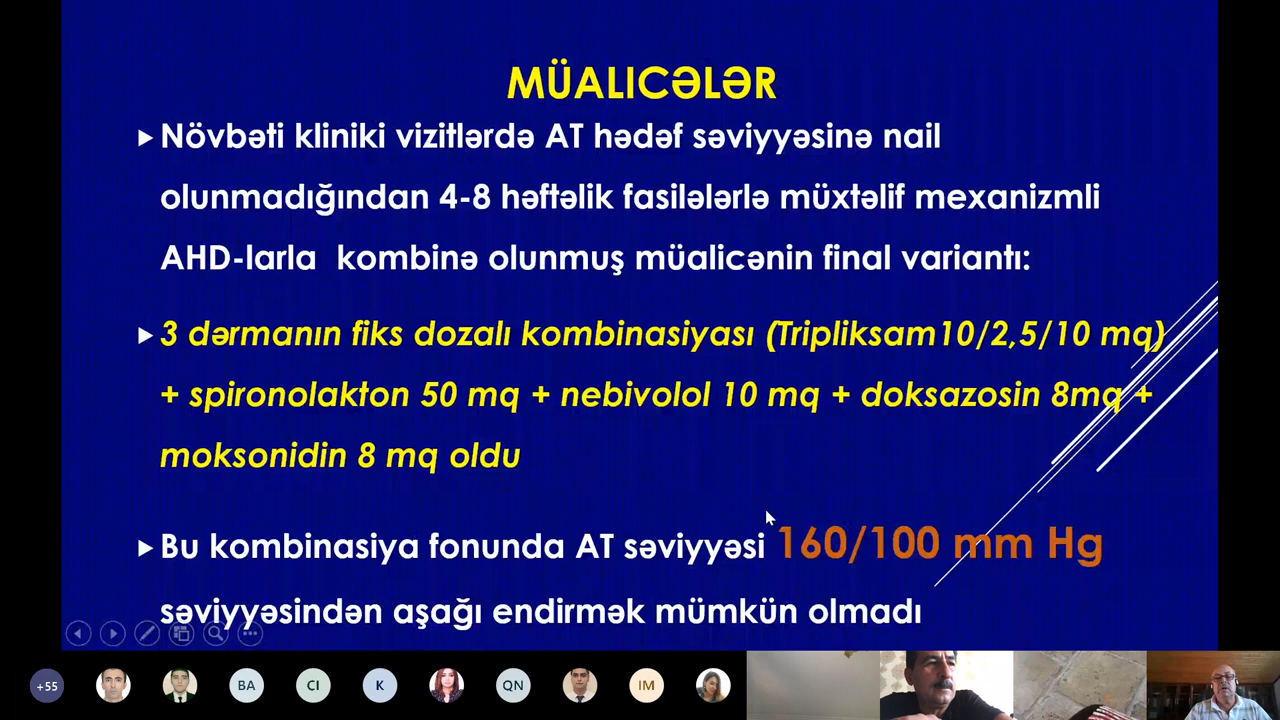 MÜALICƏLƏR
Növbəti kliniki vizitlərdə AT hədəf səviyyəsinə nail
olunmadığından 4-8 həftəlik fasilələrlə müxtəlif mexanizmli
AHD-larla kombinə olunmuş müalicənin final variantı:
3 dərmanın fiks dozalı kombinasiyası (Tripliksam10/2,5/10 mq)
+ spironolakton 50 mq + nebivolol 10 mq + doksazosin 8mq +
moksonidin 8 mq oldu
Bu kombinasiya fonunda AT səviyyəsi 160/100 mm Hg
səviyyəsindən aşağı endirmək mümkün olmadı
+55 BA CI K QN IM